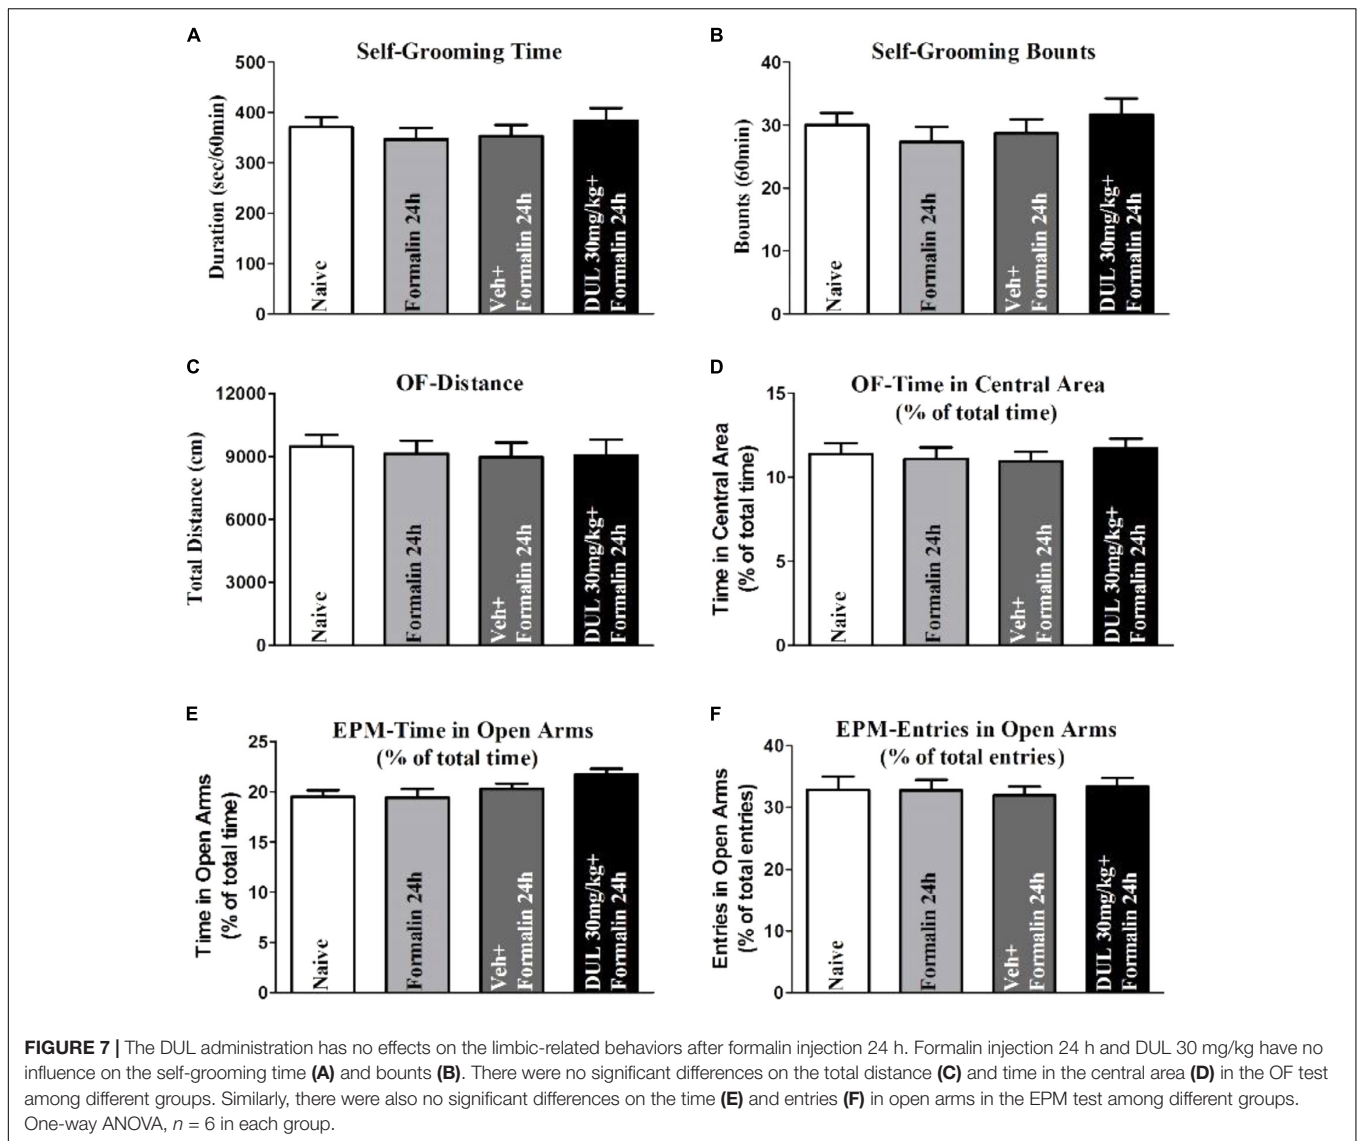 A
Self-Grooming Time
Duration (sec/60min)
500
400
300
200
100
0
Naive
Formalin 24h
Veh+
Formalin 24h
DUL 30mg/kg+
Formalin 24h
B
Self-Grooming Bounts
Bounts (60min)
40
30
20
10
0
Naive
Formalin 24h
Veh+
Formalin 24h
DUL 30mg/kg+
Formalin 24h
C
OF-Distance
Total Distance (cm)
12000
9000
6000
3000
0
Naive
Formalin 24h
Veh+
Formalin 24h
DUL 30mg/kg+
Formalin 24h
D
OF-Time in Central Area
(% of total time)
Time in Central Area
(% of total time)
15
10
5
0
Naive
Formalin 24h
Veh+
Formalin 24h
DUL 30mg/kg+
Formalin 24h
E
EPM-Time in Open Arms
(% of total time)
Time in Open Arms
(% of total time)
25
20
15
10
5
0
Naive
Formalin 24h
Veh+
Formalin 24h
DUL 30mg/kg+
Formalin 24h
F
EPM-Entries in Open Arms
(% of total entries)
Entries in Open Arms
(% of total entries)
40
30
20
10
0
Naive
Formalin 24h
Veh+
Formalin 24h
DUL 30mg/kg+
Formalin 24h
FIGURE 7 | The DUL administration has no effects on the limbic-related behaviors after formalin injection 24 h. Formalin injection 24 h and DUL 30 mg/kg have no
influence on the self-grooming time (A) and bounts (B). There were no significant differences on the total distance (C) and time in the central area (D) in the OF test
among different groups. Similarly, there were also no significant differences on the time (E) and entries (F) in open arms in the EPM test among different groups.
One-way ANOVA, n = 6 in each group.